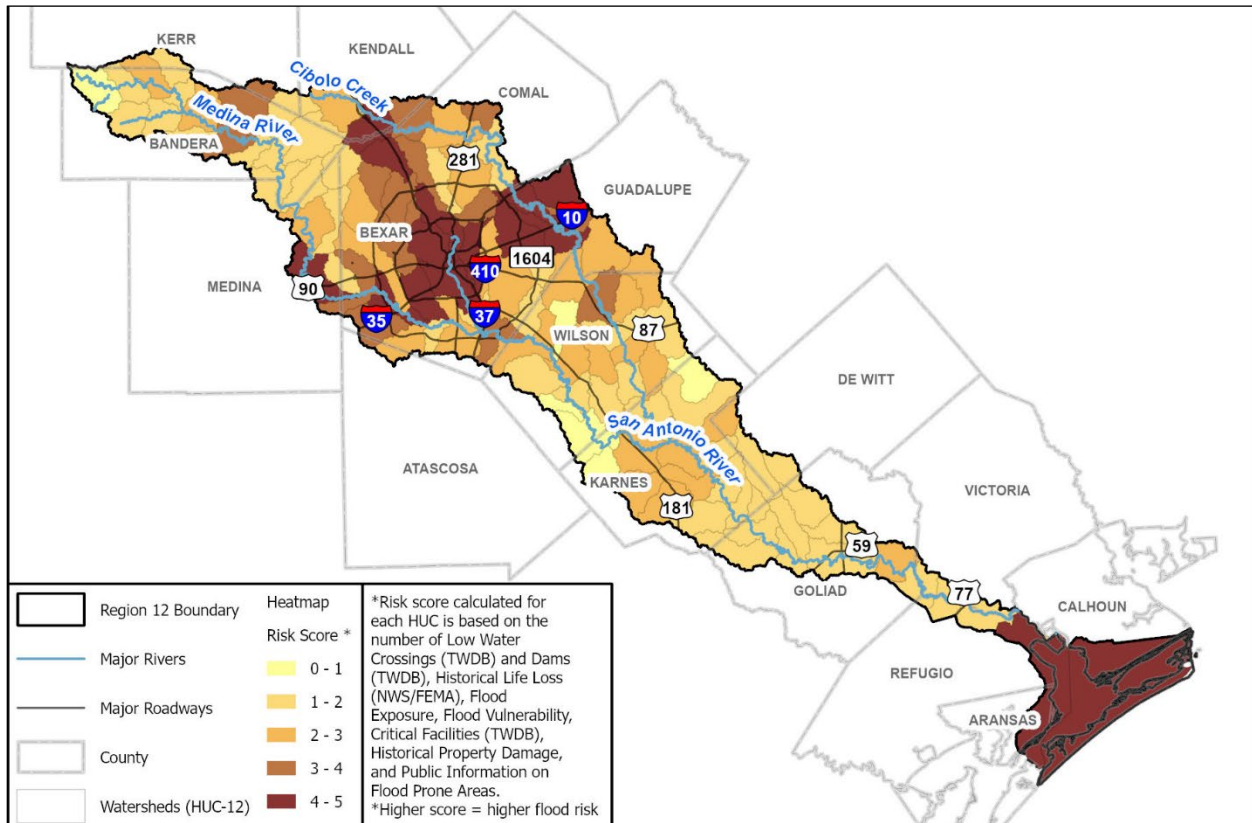 KERR
KENDALL
Cibolo Creek
COMAL
Medina River
BANDERA
281
GUADALUPE
10
BEXAR
1604
410
MEDINA
90
35
37
WILSON
87
DE WITT
San Antonio River
ATASCOSA
KARNES
181
VICTORIA
59
GOLIAD
77
CALHOUN
REFUGIO
ARANSAS
Region 12 Boundary
Major Rivers
Major Roadways
County
Watersheds (HUC-12)
Heatmap
Risk Score *
0 - 1
1 - 2
2 - 3
3 - 4
4 - 5
*Risk score calculated for
each HUC is based on the
number of Low Water
Crossings (TWDB) and Dams
(TWDB), Historical Life Loss
(NWS/FEMA), Flood
Exposure, Flood Vulnerability,
Critical Facilities (TWDB),
Historical Property Damage,
and Public Information on
Flood Prone Areas.
*Higher score = higher flood risk